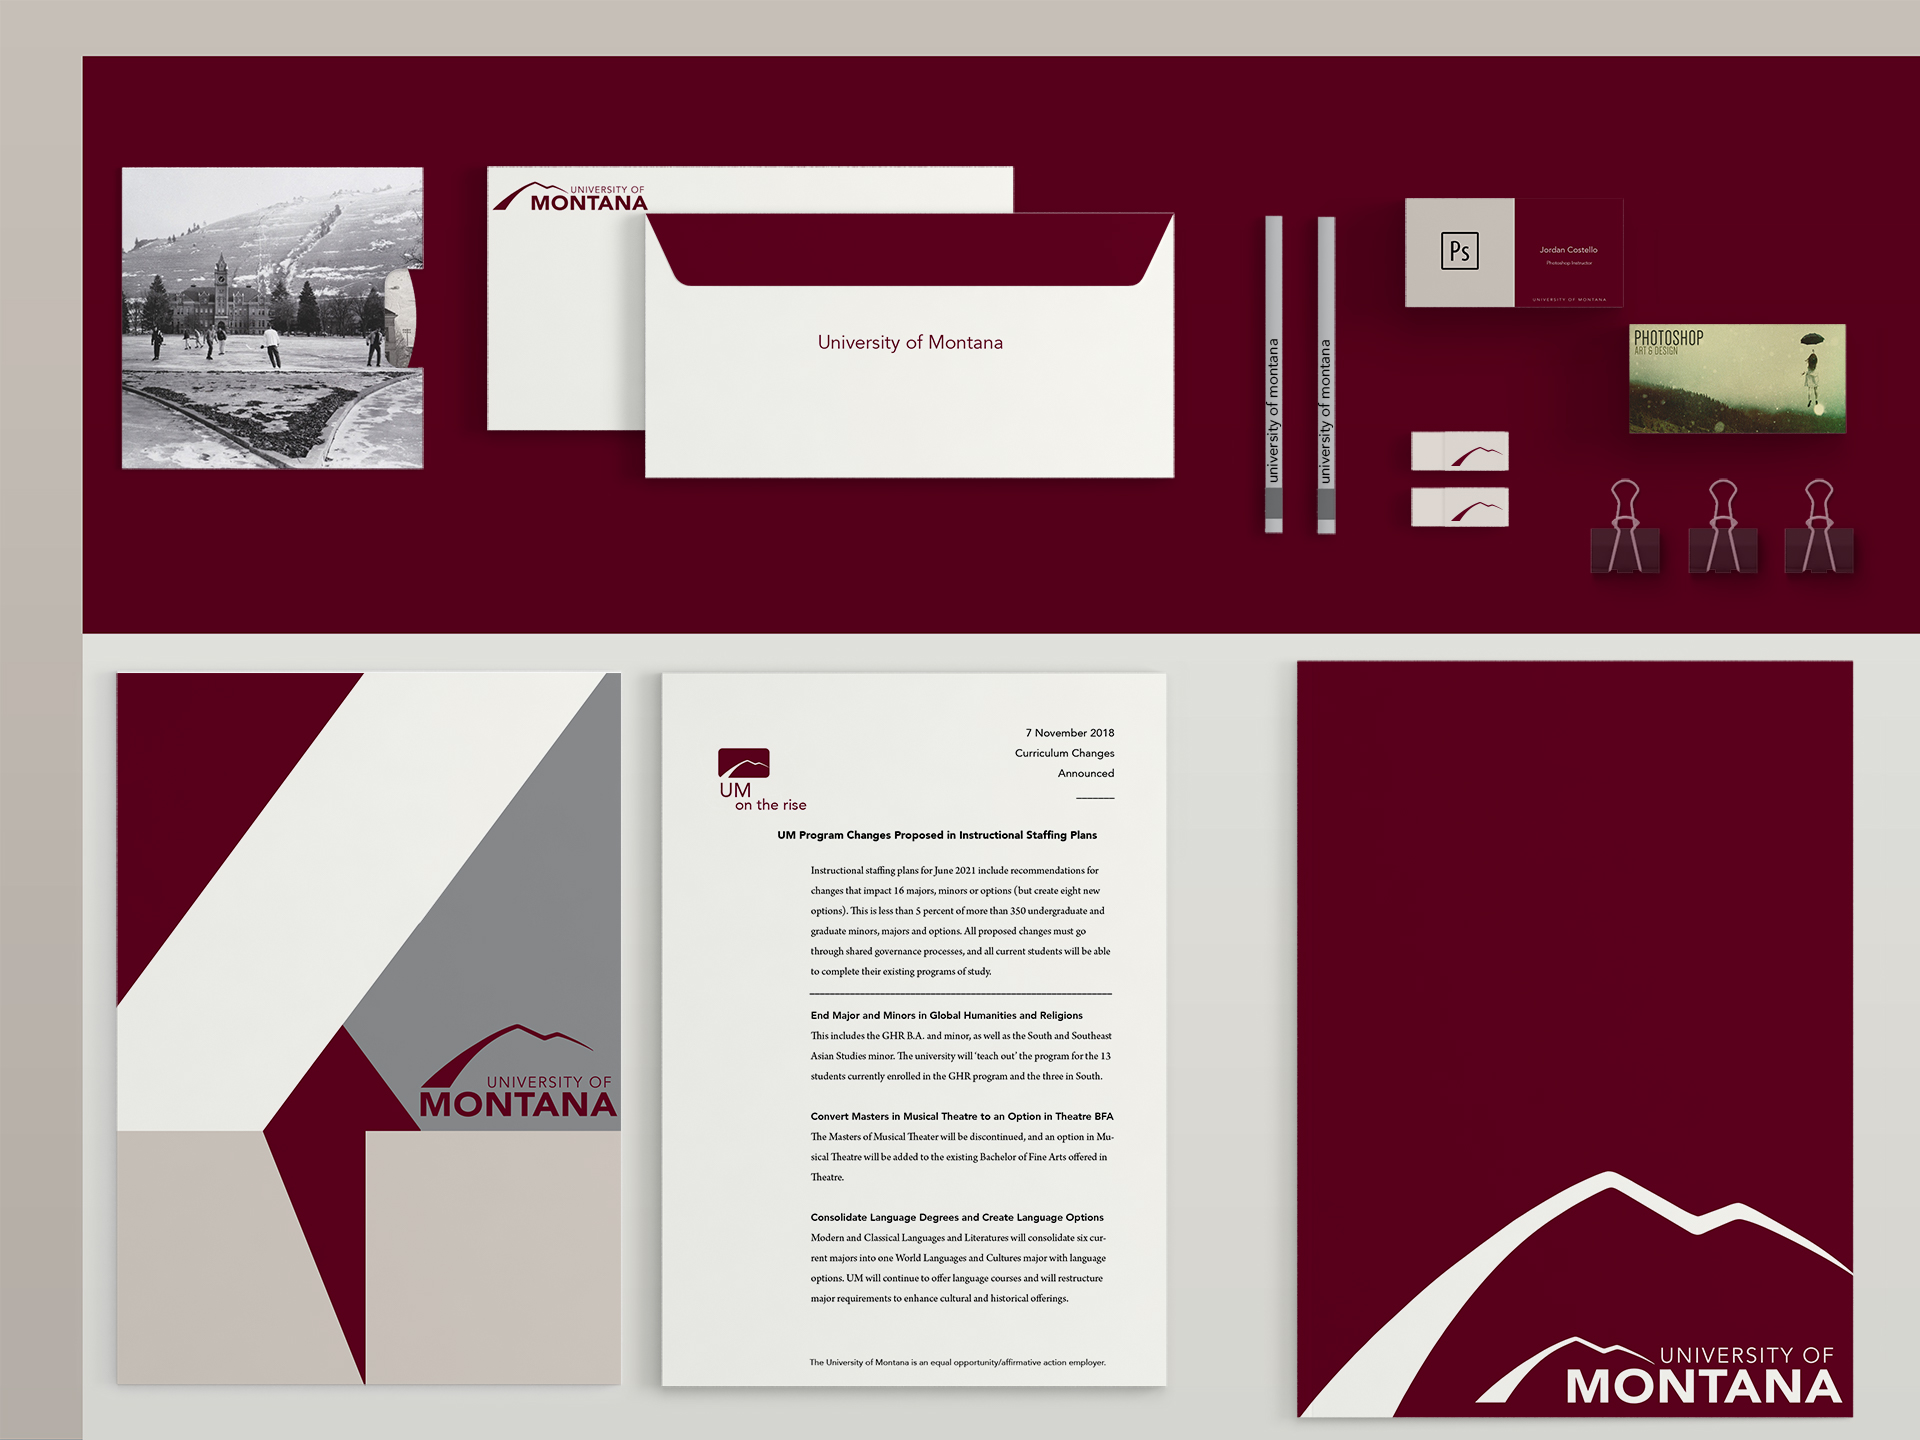 UNIVERSITY OF
MONTANA
University of Montana
university of montana
university of montana
Ps
Jordan Costello
Photoshop Instructor
UNIVERSITY OF MONTANA
PHOTOSHOP
ART & DESIGN
UNIVERSITY OF
MONTANA
UM
on the rise
7 November 2018
Curriculum Changes
Announced
UM Program Changes Proposed in Instructional Staffing Plans
Instructional staffing plans for June 2021 include recommendations for
changes that impact 16 majors, minors or options (but create eight new
options). This is less than 5 percent of more than 350 undergraduate and
graduate minors, majors and options. All proposed changes must go
through shared governance processes, and all current students will be able
to complete their existing programs of study.
End Major and Minors in Global Humanities and Religions
This includes the GHR B.A. and minor, as well as the South and Southeast
Asian Studies minor. The university will ‘teach out’ the program for the 13
students currently enrolled in the GHR program and the three in South.
Convert Masters in Musical Theatre to an Option in Theatre BFA
The Masters of Musical Theater will be discontinued, and an option in Mu-
sical Theatre will be added to the existing Bachelor of Fine Arts offered in
Theatre.
Consolidate Language Degrees and Create Language Options
Modern and Classical Languages and Literatures will consolidate six cur-
rent majors into one World Languages and Cultures major with language
options. UM will continue to offer language courses and will restructure
major requirements to enhance cultural and historical offerings.
The University of Montana is an equal opportunity/affirmative action employer.
UNIVERSITY OF
MONTANA